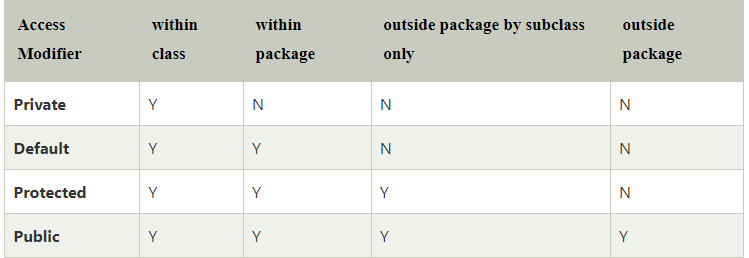 Access Modifier within class within package outside package by subclass only outside package
Private Y N N N
Default Y Y N N
Protected Y Y Y N
Public Y Y Y Y